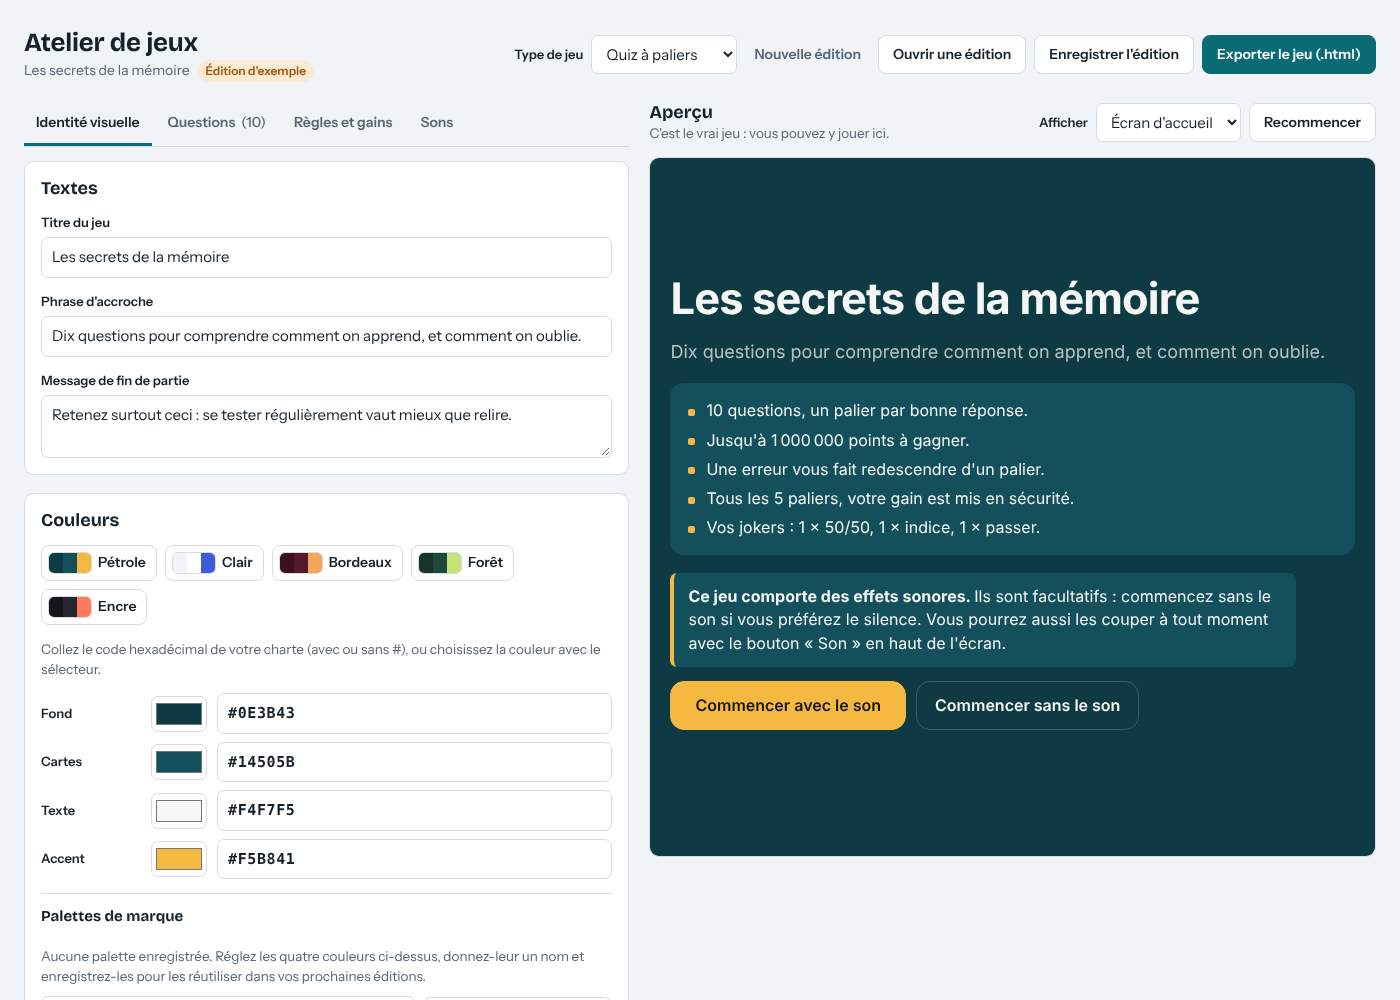 Atelier de jeux
Les secrets de la mémoire Édition d'exemple
Type de jeu Quiz à paliers Nouvelle édition Ouvrir une édition Enregistrer l'édition Exporter le jeu (.html)
Identité visuelle Questions (10) Règles et gains Sons
Textes
Titre du jeu
Les secrets de la mémoire
Phrase d'accroche
Dix questions pour comprendre comment on apprend, et comment on oublie.
Message de fin de partie
Retenez surtout ceci : se tester régulièrement vaut mieux que relire.
Couleurs
Pétrole Clair Bordeaux Forêt
Encre
Collez le code hexadécimal de votre charte (avec ou sans #), ou choisissez la couleur avec le
sélecteur.
Fond #0E3B43
Cartes #14505B
Texte #F4F7F5
Accent #F5B841
Palettes de marque
Aucune palette enregistrée. Réglez les quatre couleurs ci-dessus, donnez-leur un nom et
enregistrez-les pour les réutiliser dans vos prochaines éditions.
Aperçu
C'est le vrai jeu : vous pouvez y jouer ici.
Afficher Écran d'accueil Recommencer
Les secrets de la mémoire
Dix questions pour comprendre comment on apprend, et comment on oublie.
10 questions, un palier par bonne réponse.
Jusqu'à 1 000 000 points à gagner.
Une erreur vous fait redescendre d'un palier.
Tous les 5 paliers, votre gain est mis en sécurité.
Vos jokers : 1 × 50/50, 1 × indice, 1 × passer.
Ce jeu comporte des effets sonores. Ils sont facultatifs : commencez sans le
son si vous préférez le silence. Vous pourrez aussi les couper à tout moment
avec le bouton « Son » en haut de l'écran.
Commencer avec le son Commencer sans le son